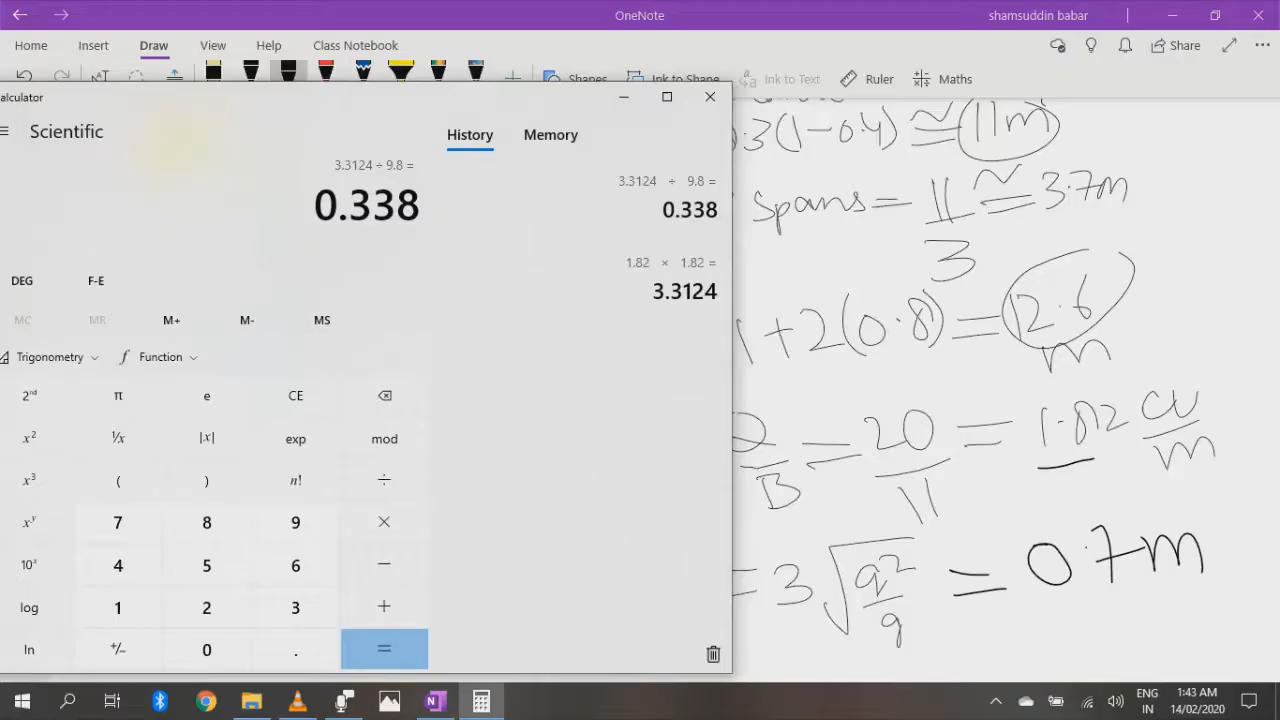 OneNote
shamsuddin babar
Home Insert Draw View Help Class Notebook
Share
Shapes Ink to Shape Ink to Text Ruler Maths
alculator
Scientific
History Memory
3.3124 ÷ 9.8 =
0.338
3.3124 ÷ 9.8 =
0.338
1.82 × 1.82 =
3.3124
DEG F-E
MC MR M+ M- MS
Trigonometry Function
2nd π e CE
x² ¹/x |x| exp mod
x³ ( ) n! ÷
xʸ 7 8 9 ×
10ˣ 4 5 6 −
log 1 2 3 +
ln +/− 0 . =
.3(1-0.4) ≅ 11m
Spans = 11/3 ≅ 3.7m
1+2(0.8) = 12.6 m
Q/B = 20/11 = 1.82 cu/m
= 3√q²/g = 0.7m
ENG
IN
1:43 AM
14/02/2020